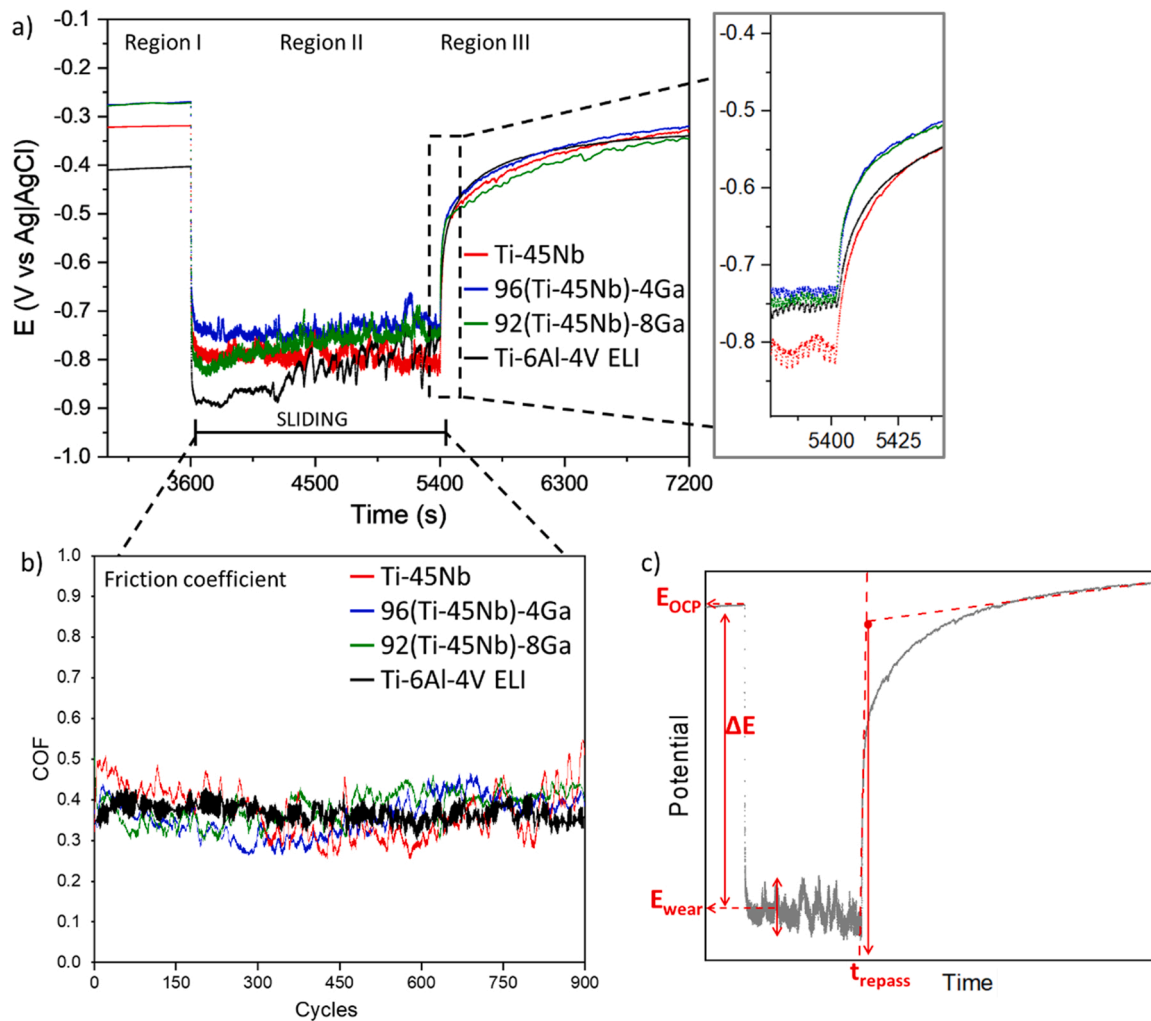 a)
Region I
Region II
Region III
-0.1
-0.2
-0.3
-0.4
-0.5
-0.6
-0.7
-0.8
-0.9
-1.0
E (V vs Ag|AgCl)
Ti-45Nb
96(Ti-45Nb)-4Ga
92(Ti-45Nb)-8Ga
Ti-6Al-4V ELI
SLIDING
3600
4500
5400
6300
7200
Time (s)
-0.4
-0.5
-0.6
-0.7
-0.8
5400
5425
b)
Friction coefficient
Ti-45Nb
96(Ti-45Nb)-4Ga
92(Ti-45Nb)-8Ga
Ti-6Al-4V ELI
1.0
0.9
0.8
0.7
0.6
0.5
0.4
0.3
0.2
0.1
0.0
COF
0
150
300
450
600
750
900
Cycles
c)
E_OCP
ΔE
E_wear
Potential
t_repass
Time